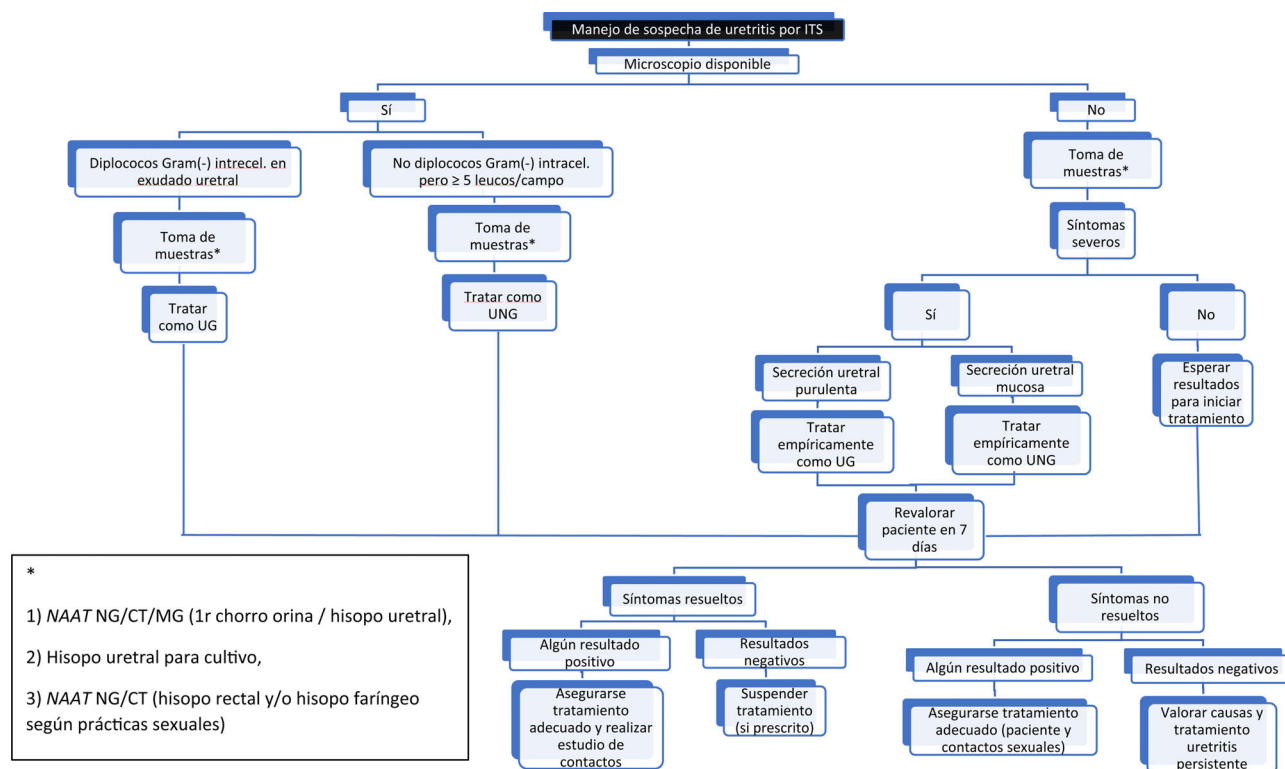 Manejo de sospecha de uretritis por ITS
Microscopio disponible
Sí
No
Diplococos Gram(-) intrecel. en
exudado uretral
No diplococos Gram(-) intracel.
pero ≥ 5 leucos/campo
Toma de
muestras*
Toma de
muestras*
Toma de
muestras*
Síntomas
severos
Tratar
como UG
Tratar como
UNG
Sí
No
Secreción uretral
purulenta
Secreción uretral
mucosa
Esperar
resultados
para iniciar
tratamiento
Tratar
empíricamente
como UG
Tratar
empíricamente
como UNG
Revalorar
paciente en 7
días
Síntomas resueltos
Síntomas no
resueltos
Algún resultado
positivo
Resultados
negativos
Algún resultado positivo
Resultados negativos
Asegurarse
tratamiento
adecuado y realizar
estudio de
contactos
Suspender
tratamiento
(si prescrito)
Asegurarse tratamiento
adecuado (paciente y
contactos sexuales)
Valorar causas y
tratamiento
uretritis
persistente
*
1) NAAT NG/CT/MG (1r chorro orina / hisopo uretral),
2) Hisopo uretral para cultivo,
3) NAAT NG/CT (hisopo rectal y/o hisopo faríngeo
según prácticas sexuales)